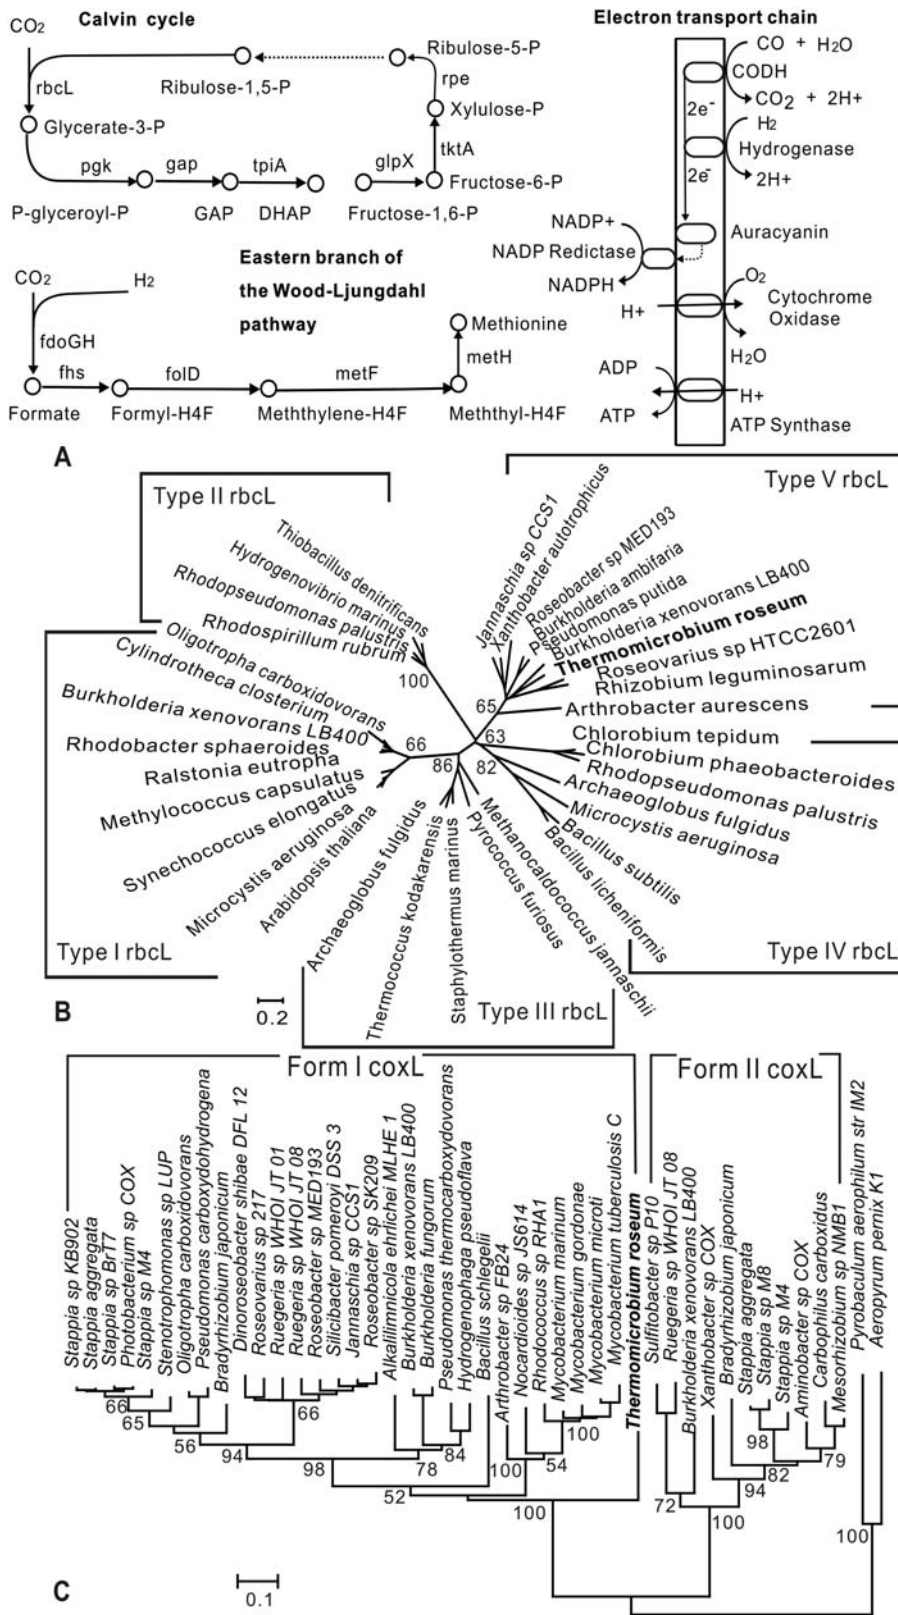 Calvin cycle
CO2
rbcL
Ribulose-1,5-P
Ribulose-5-P
rpe
Xylulose-P
tktA
Glycerate-3-P
pgk
gap
tpiA
glpX
Fructose-6-P
P-glyceroyl-P
GAP
DHAP
Fructose-1,6-P
Eastern branch of
the Wood-Ljungdahl
pathway
CO2
H2
fdoGH
fhs
folD
metF
metH
Methionine
Formate
Formyl-H4F
Meththylene-H4F
Meththyl-H4F
Electron transport chain
CO + H2O
CODH
CO2 + 2H+
2e-
H2
Hydrogenase
2e-
2H+
NADP+
Auracyanin
NADP Redictase
NADPH
O2
H+
Cytochrome
Oxidase
H2O
ADP
H+
ATP
ATP Synthase
A
Type II rbcL
Thiobacillus denitrificans
Hydrogenovibrio marinus
Rhodopseudomonas palustris
Rhodospirillum rubrum
100
Oligotropha carboxidovorans
Cylindrotheca closterium
Burkholderia xenovorans LB400
Rhodobacter sphaeroides
Ralstonia eutropha
Methylococcus capsulatus
Synechococcus elongatus
Microcystis aeruginosa
Arabidopsis thaliana
66
86
Type I rbcL
Archaeoglobus fulgidus
Thermococcus kodakarensis
Staphylothermus marinus
Pyrococcus furiosus
Methanocaldococcus jannaschii
Type III rbcL
Type V rbcL
Jannaschia sp CCS1
Xanthobacter autotrophicus
Roseobacter sp MED193
Burkholderia ambifaria
Pseudomonas putida
Burkholderia xenovorans LB400
Thermomicrobium roseum
Roseovarius sp HTCC2601
Rhizobium leguminosarum
Arthrobacter aurescens
65
63
82
Chlorobium tepidum
Chlorobium phaeobacteroides
Rhodopseudomonas palustris
Archaeoglobus fulgidus
Microcystis aeruginosa
Bacillus subtilis
Bacillus licheniformis
Type IV rbcL
0.2
B
Form I coxL
Form II coxL
Stappia sp KB902
Stappia aggregata
Stappia sp BrT7
Photobacterium sp COX
Stappia sp M4
Stenotrophomonas sp LUP
Oligotropha carboxidovorans
Pseudomonas carboxydohydrogena
Bradyrhizobium japonicum
Dinoroseobacter shibae DFL 12
Roseovarius sp 217
Ruegeria sp WHOI JT 01
Ruegeria sp WHOI JT 08
Roseobacter sp MED193
Silicibacter pomeroyi DSS 3
Jannaschia sp CCS1
Roseobacter sp SK209
Alkalilimnicola ehrlichei MLHE 1
Burkholderia xenovorans LB400
Burkholderia fungorum
Pseudomonas thermocarboxydovorans
Hydrogenophaga pseudoflava
Bacillus schlegelii
Arthrobacter sp FB24
Nocardioides sp JS614
Rhodococcus sp RHA1
Mycobacterium marinum
Mycobacterium gordonae
Mycobacterium microti
Mycobacterium tuberculosis C
Thermomicrobium roseum
Sulfitobacter sp P10
Ruegeria sp WHOI JT 08
Burkholderia xenovorans LB400
Xanthobacter sp COX
Bradyrhizobium japonicum
Stappia aggregata
Stappia sp M8
Stappia sp M4
Aminobacter sp COX
Carbophilus carboxidus
Mesorhizobium sp NMB1
Pyrobaculum aerophilum str IM2
Aeropyrum pernix K1
66
65
56
94
66
98
78
84
52
100
54
100
100
72
100
94
98
82
79
100
0.1
C